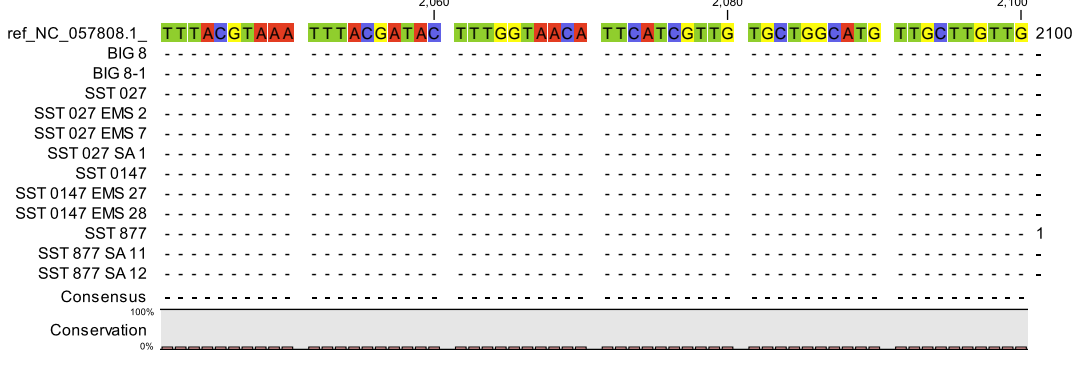 2,060 2,080 2,100
ref_NC_057808.1_ TTTACGTAAA TTTACGATAC TTTGGTAACA TTCATCGTTG TGCTGGCATG TTGCTTGTTG 2100
BIG 8 - - - - - - - - - - - - - - - - - - - - - - - - - - - - - - - - - - - - - - - - - - - - - - - - - - - - - - - - - - - - -
BIG 8-1 - - - - - - - - - - - - - - - - - - - - - - - - - - - - - - - - - - - - - - - - - - - - - - - - - - - - - - - - - - - - -
SST 027 - - - - - - - - - - - - - - - - - - - - - - - - - - - - - - - - - - - - - - - - - - - - - - - - - - - - - - - - - - - - -
SST 027 EMS 2 - - - - - - - - - - - - - - - - - - - - - - - - - - - - - - - - - - - - - - - - - - - - - - - - - - - - - - - - - - - - -
SST 027 EMS 7 - - - - - - - - - - - - - - - - - - - - - - - - - - - - - - - - - - - - - - - - - - - - - - - - - - - - - - - - - - - - -
SST 027 SA 1 - - - - - - - - - - - - - - - - - - - - - - - - - - - - - - - - - - - - - - - - - - - - - - - - - - - - - - - - - - - - -
SST 0147 - - - - - - - - - - - - - - - - - - - - - - - - - - - - - - - - - - - - - - - - - - - - - - - - - - - - - - - - - - - - -
SST 0147 EMS 27 - - - - - - - - - - - - - - - - - - - - - - - - - - - - - - - - - - - - - - - - - - - - - - - - - - - - - - - - - - - - -
SST 0147 EMS 28 - - - - - - - - - - - - - - - - - - - - - - - - - - - - - - - - - - - - - - - - - - - - - - - - - - - - - - - - - - - - -
SST 877 - - - - - - - - - - - - - - - - - - - - - - - - - - - - - - - - - - - - - - - - - - - - - - - - - - - - - - - - - - - - 1
SST 877 SA 11 - - - - - - - - - - - - - - - - - - - - - - - - - - - - - - - - - - - - - - - - - - - - - - - - - - - - - - - - - - - - -
SST 877 SA 12 - - - - - - - - - - - - - - - - - - - - - - - - - - - - - - - - - - - - - - - - - - - - - - - - - - - - - - - - - - - - -
Consensus - - - - - - - - - - - - - - - - - - - - - - - - - - - - - - - - - - - - - - - - - - - - - - - - - - - - - - - - - - - -
100%
Conservation
0%